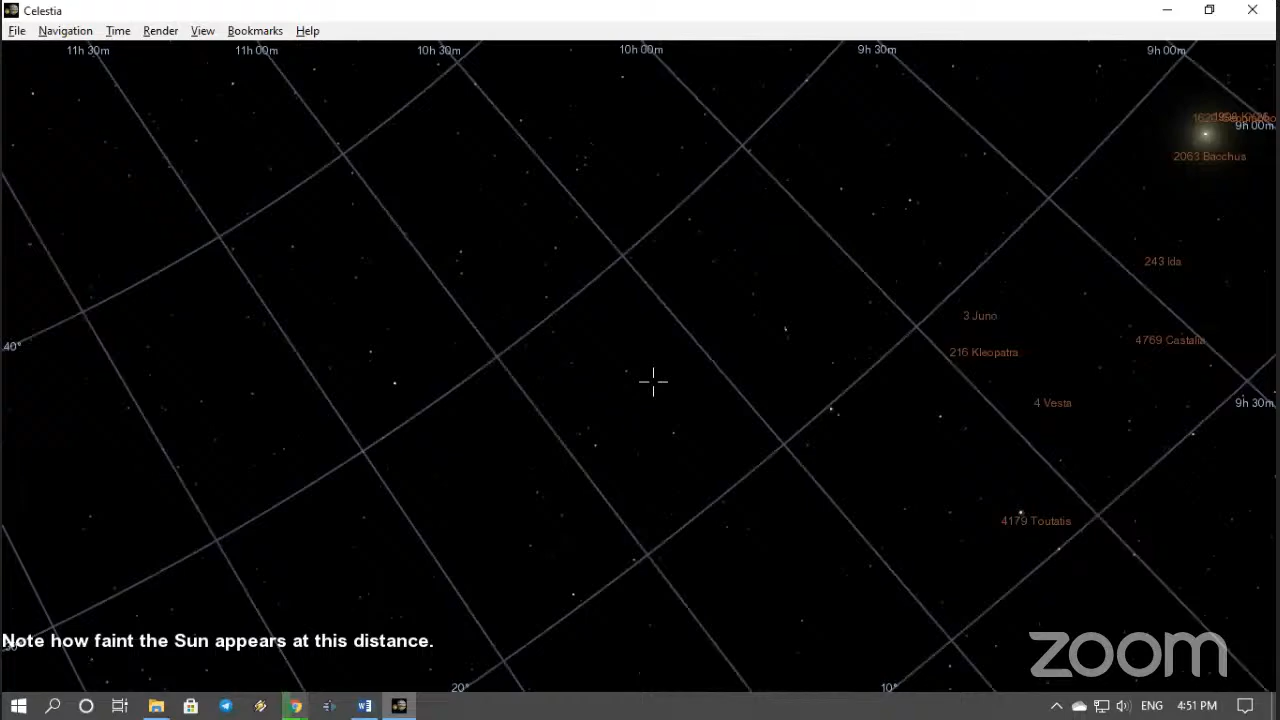 Celestia
File Navigation Time Render View Bookmarks Help
11h 30m 11h 00m 10h 30m 10h 00m 9h 30m 9h 00m
9h 00m
2063 Bacchus
243 Ida
3 Juno
4769 Castalia
216 Kleopatra
4 Vesta
9h 30m
40°
4179 Toutatis
Note how faint the Sun appears at this distance.
zoom
20° 10°
ENG 4:51 PM